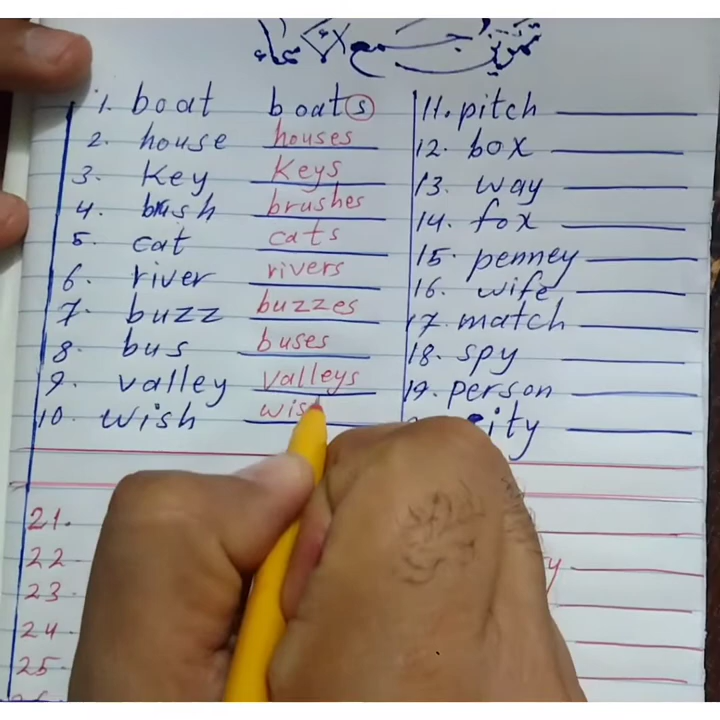 تمرين جمع الأسماء
1. boat boats
2. house houses
3. Key Keys
4. brush brushes
5. cat cats
6. river rivers
7. buzz buzzes
8. bus buses
9. valley valleys
10. wish wis
11. pitch
12. box
13. way
14. fox
15. penney
16. wife
17. match
18. spy
19. person
city
21.
22
23.
24
25
y